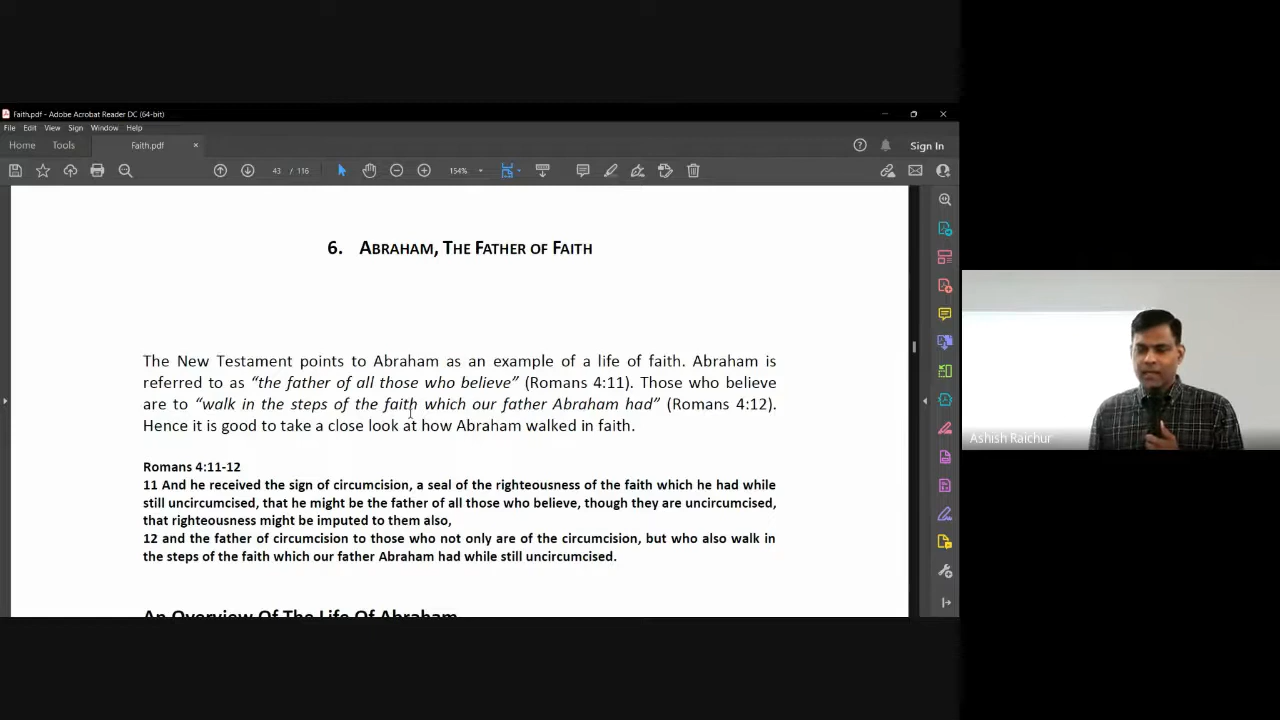 Faith.pdf - Adobe Acrobat Reader DC (64-bit)
File Edit View Sign Window Help
Home Tools Faith.pdf × Sign In
43 / 116 154%
6. ABRAHAM, THE FATHER OF FAITH
The New Testament points to Abraham as an example of a life of faith. Abraham is
referred to as “the father of all those who believe” (Romans 4:11). Those who believe
are to “walk in the steps of the faith which our father Abraham had” (Romans 4:12).
Hence it is good to take a close look at how Abraham walked in faith.
Romans 4:11-12
11 And he received the sign of circumcision, a seal of the righteousness of the faith which he had while
still uncircumcised, that he might be the father of all those who believe, though they are uncircumcised,
that righteousness might be imputed to them also,
12 and the father of circumcision to those who not only are of the circumcision, but who also walk in
the steps of the faith which our father Abraham had while still uncircumcised.
An Overview Of The Life Of Abraham
Ashish Raichur